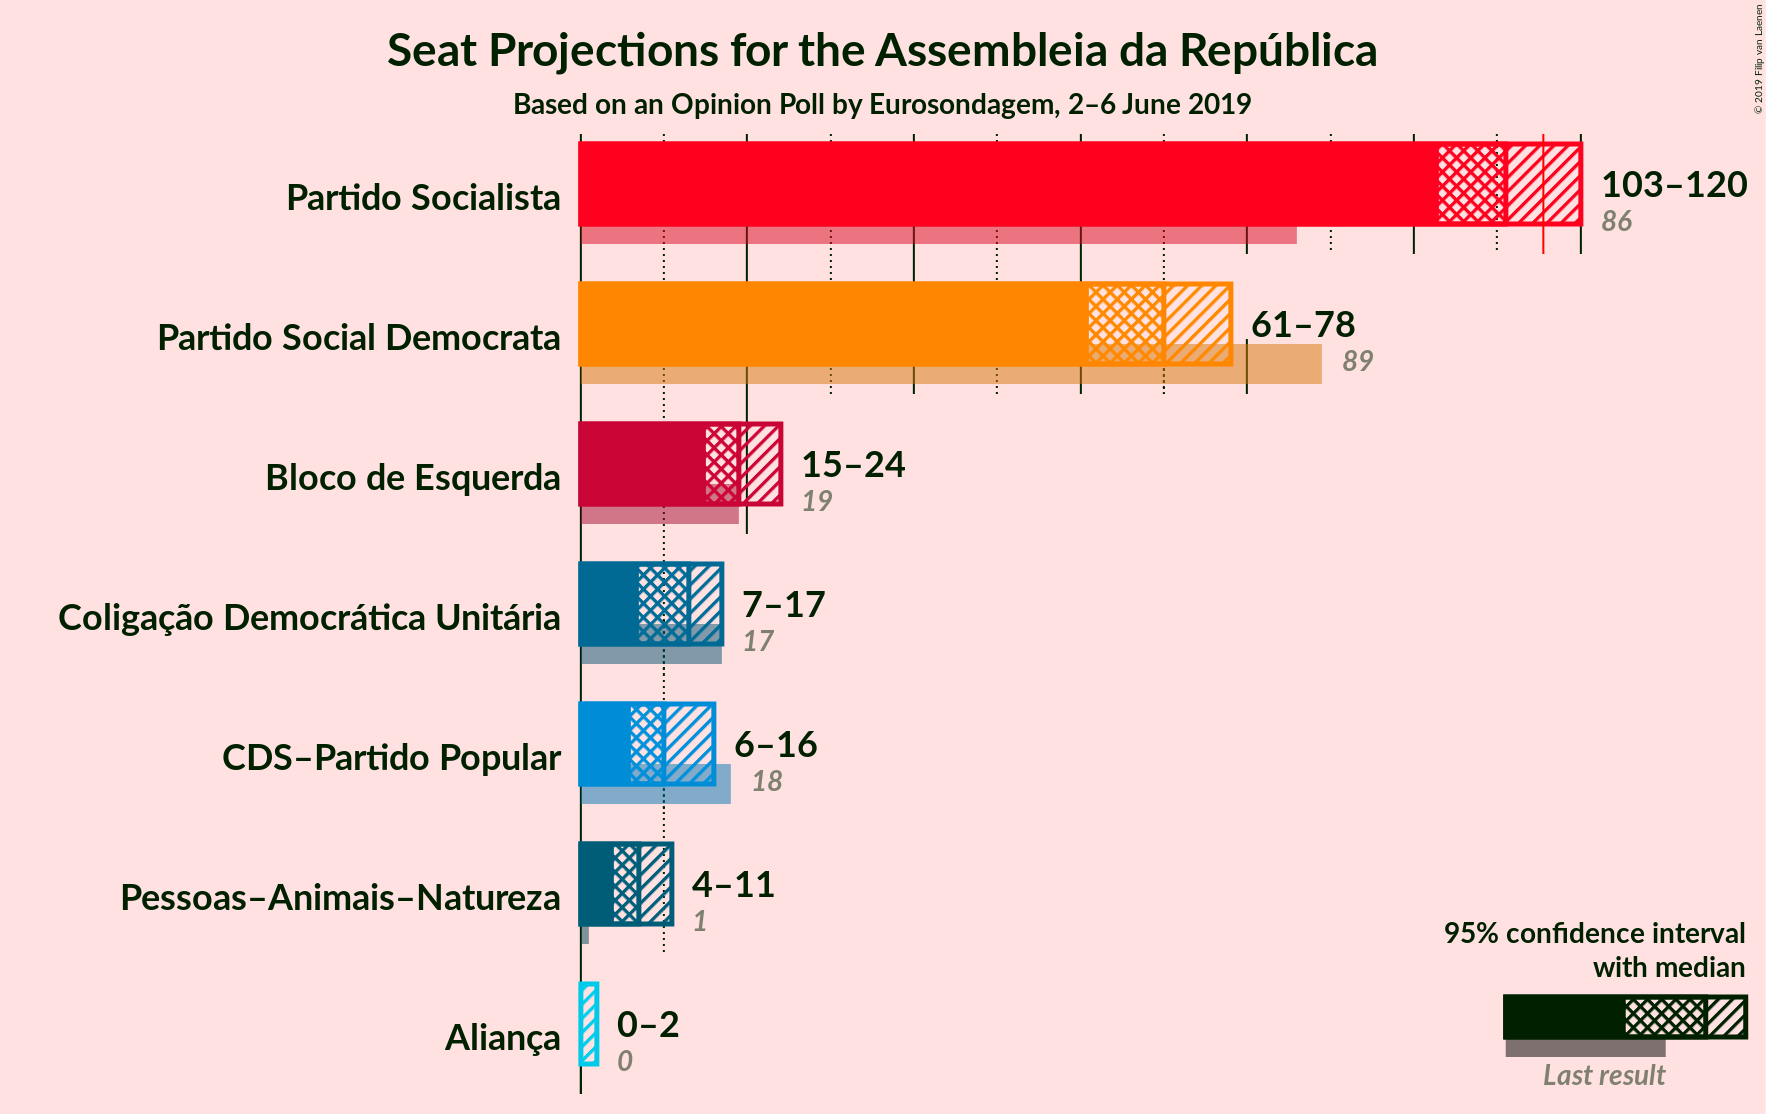 Seat Projections for the Assembleia da República
Based on an Opinion Poll by Eurosondagem, 2–6 June 2019
© 2019 Filip van Laenen
Partido Socialista
103–120
86
Partido Social Democrata
61–78
89
Bloco de Esquerda
15–24
19
Coligação Democrática Unitária
7–17
17
CDS–Partido Popular
6–16
18
Pessoas–Animais–Natureza
4–11
1
Aliança
0–2
0
95% confidence interval
with median
Last result